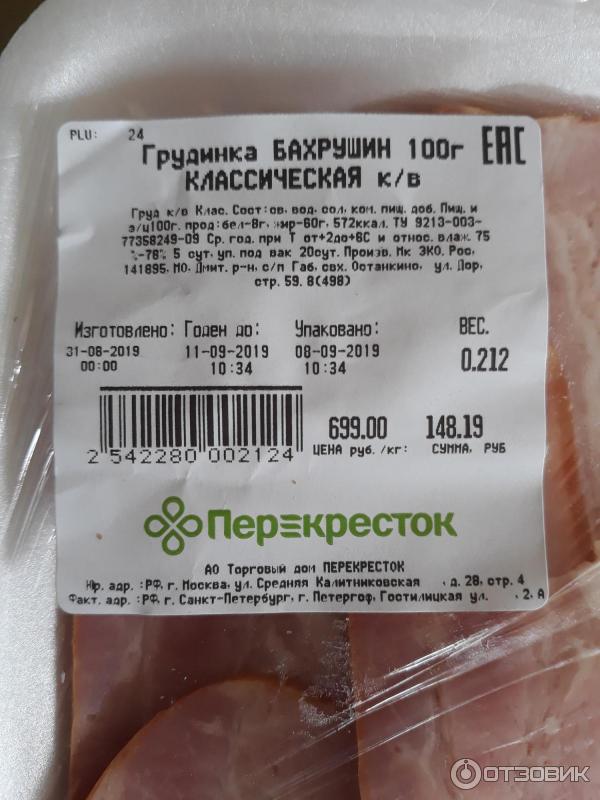 PLU: 24
Грудинка БАХРУШИН 100г
КЛАССИЧЕСКАЯ к/в
EAC
Груд к/в Клас. Сост:св, вод, сол, ком. пищ. доб. Пищ. и
э/ц100г. прод:бел-8г, жир-60г, 572ккал. ТУ 9213-003-
77358249-09 Ср. год. при Т от+2до+6С и относ. влаж. 75
%-78% 5 сут, уп. под вак 20сут. Произв. Мк ЭКО, Рос,
141895, МО, Дмит. р-н, с/п Габ, свх. Останкино, ул. Дор,
стр. 59. 8(498)
Изготовлено: Годен до: Упаковано: ВЕС.
31-08-2019 11-09-2019 08-09-2019 0.212
00:00 10:34 10:34
699.00 148.19
ЦЕНА руб. /кг: СУММА, РУБ
2 542280 002124
Перекресток
АО Торговый дом ПЕРЕКРЕСТОК
Юр. адр. :РФ, г. Москва, ул. Средняя Калитниковская , д. 28, стр. 4
Факт. адр. :РФ, г. Санкт-Петербург, г. Петергоф, Гостилицкая ул. , 2, А
ОТЗОВИК